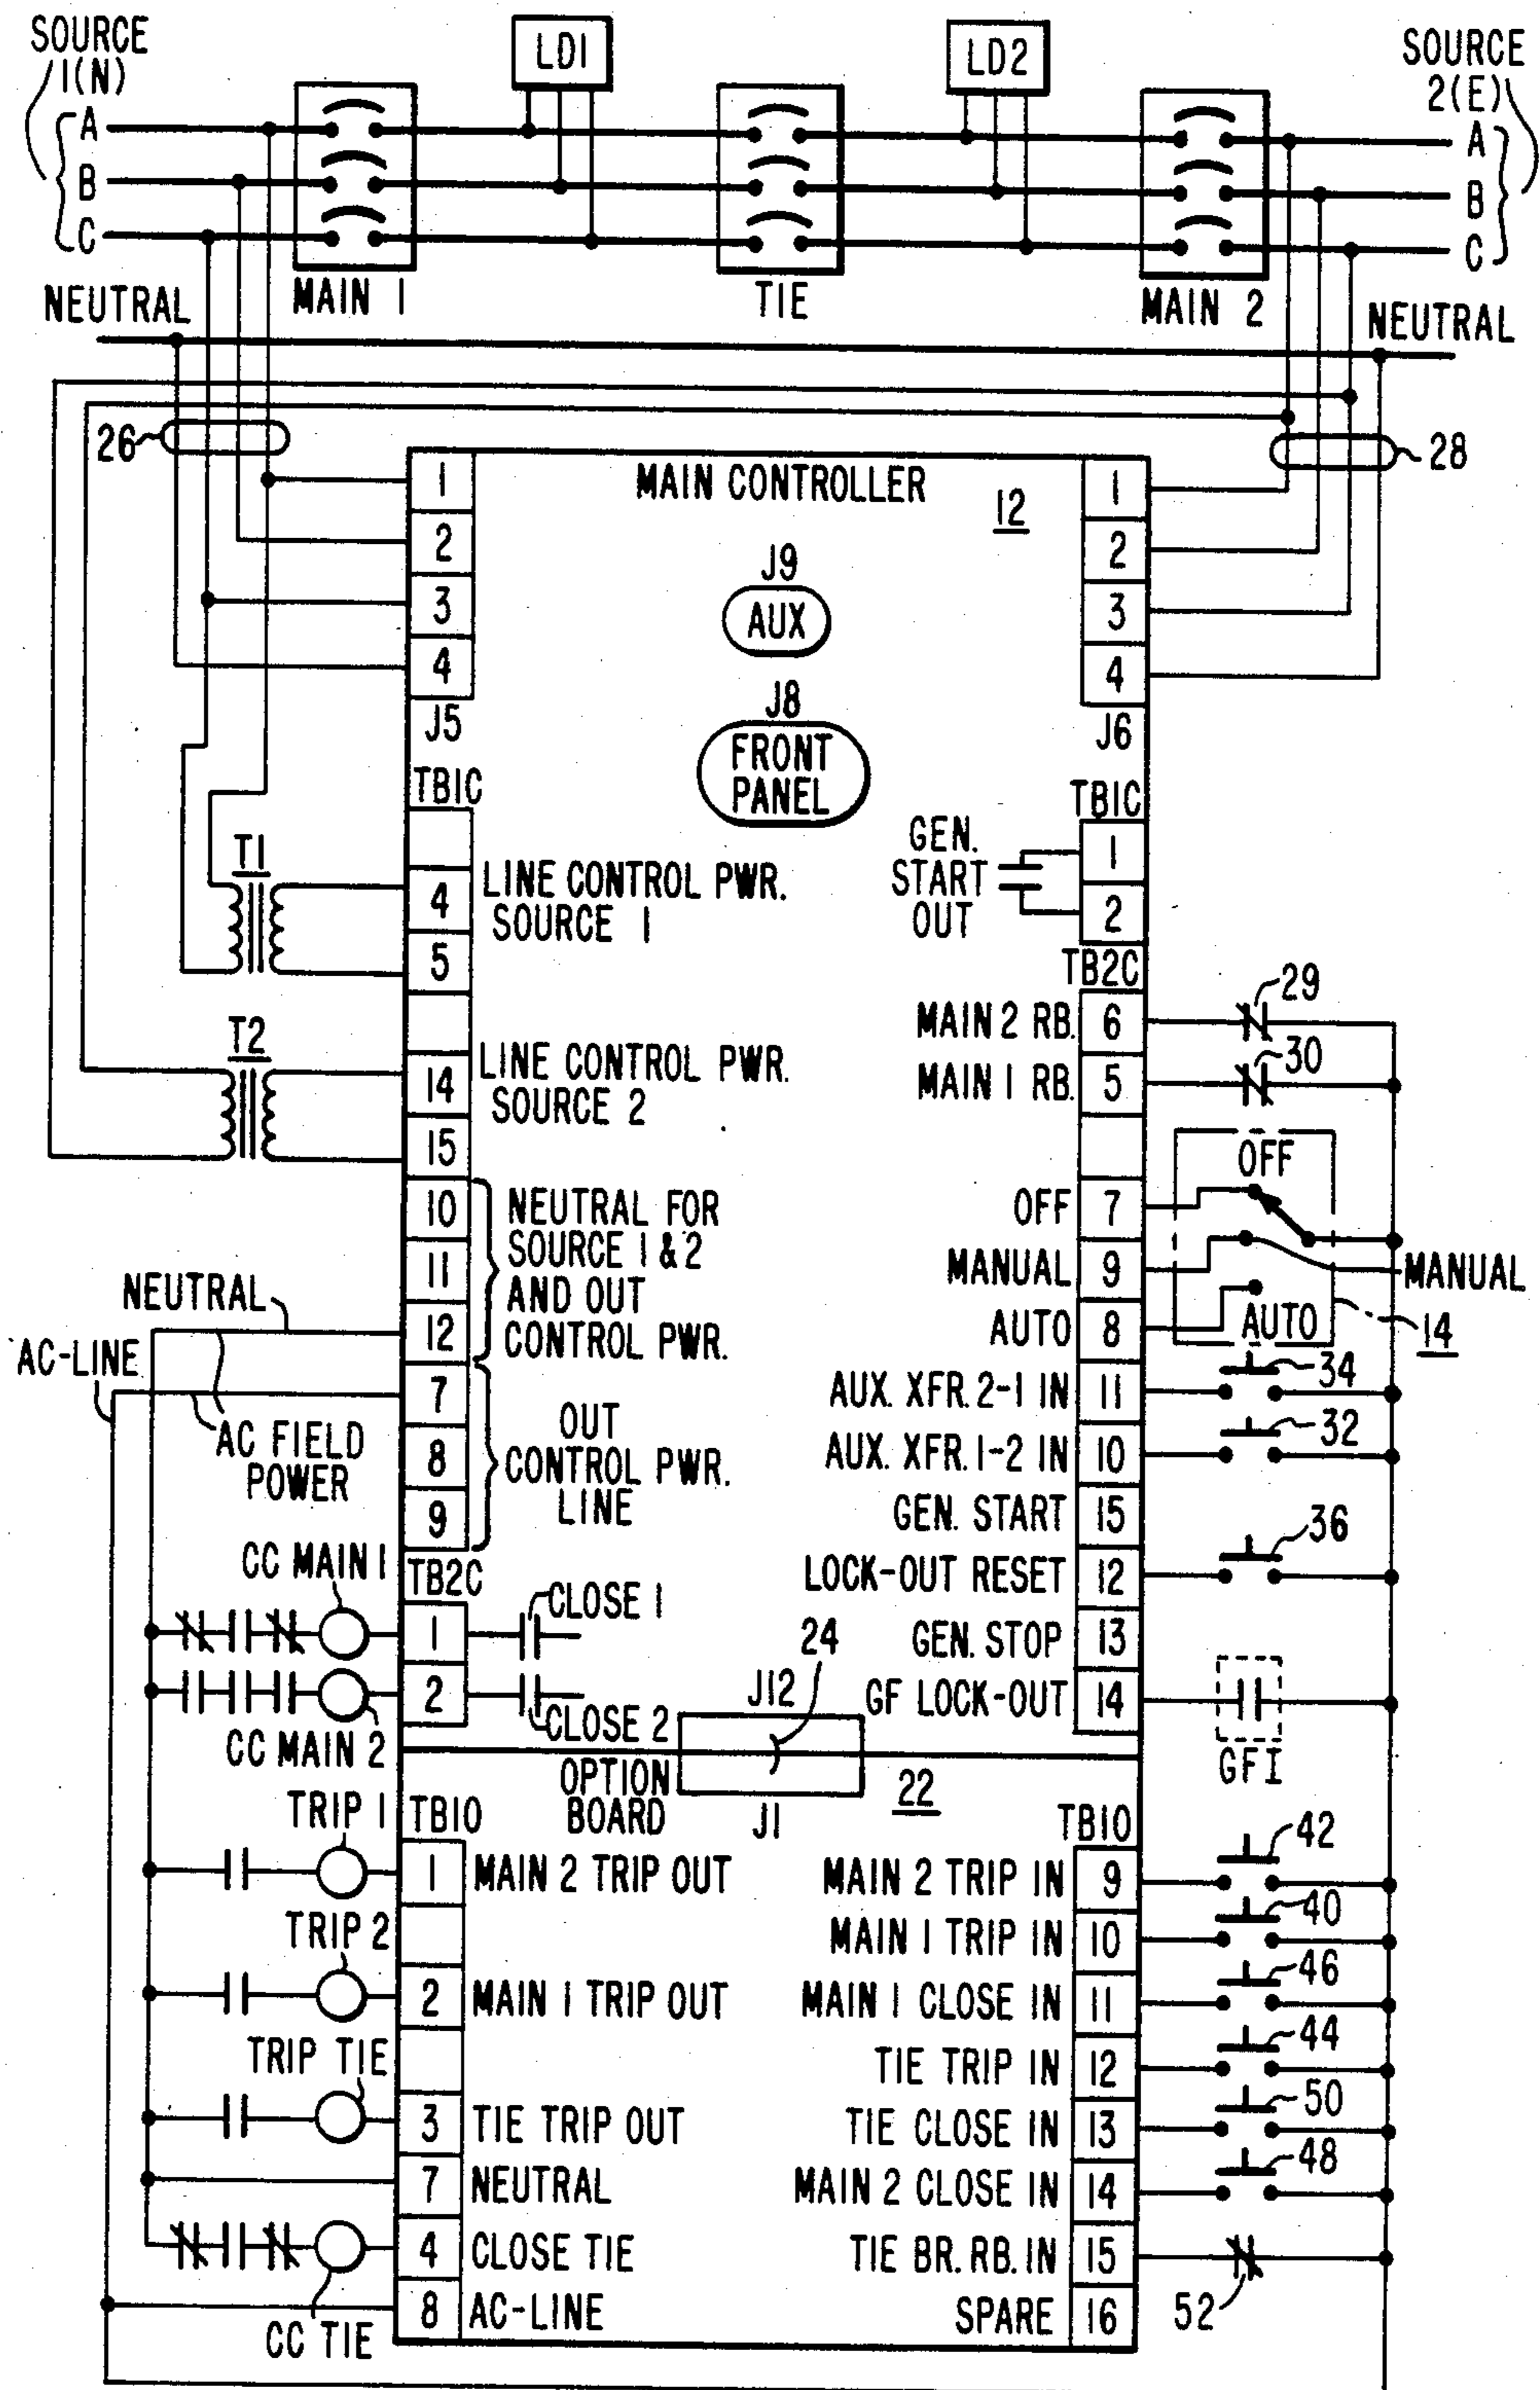 SOURCE
1(N)
LD1
LD2
SOURCE
2(E)
A
B
C
A
B
C
MAIN 1
TIE
MAIN 2
NEUTRAL
NEUTRAL
26
28
MAIN CONTROLLER
12
1
2
3
4
J5
1
2
3
4
J6
J9
AUX
J8
FRONT
PANEL
TB1C
TB1C
GEN.
START
OUT
1
2
T1
4
LINE CONTROL PWR.
SOURCE 1
5
TB2C
T2
14
LINE CONTROL PWR.
SOURCE 2
15
MAIN 2 RB.
6
29
MAIN 1 RB.
5
30
10
11
12
NEUTRAL FOR
SOURCE 1 & 2
AND OUT
CONTROL PWR.
OFF
OFF
7
MANUAL
9
MANUAL
AUTO
8
AUTO
14
NEUTRAL
AC-LINE
AC FIELD
POWER
7
8
9
OUT
CONTROL PWR.
LINE
AUX. XFR. 2-1 IN
11
34
AUX. XFR. 1-2 IN
10
32
GEN. START
15
LOCK-OUT RESET
12
36
GEN. STOP
13
GF LOCK-OUT
14
GFI
CC MAIN 1
TB2C
1
CLOSE 1
2
CLOSE 2
CC MAIN 2
24
J12
OPTION
BOARD
J1
22
TRIP 1
TB1O
TB1O
1
MAIN 2 TRIP OUT
MAIN 2 TRIP IN
9
42
TRIP 2
MAIN 1 TRIP IN
10
40
2
MAIN 1 TRIP OUT
MAIN 1 CLOSE IN
11
46
TRIP TIE
TIE TRIP IN
12
44
3
TIE TRIP OUT
TIE CLOSE IN
13
50
7
NEUTRAL
MAIN 2 CLOSE IN
14
48
4
CLOSE TIE
TIE BR. RB. IN
15
52
CC TIE
8
AC-LINE
SPARE
16